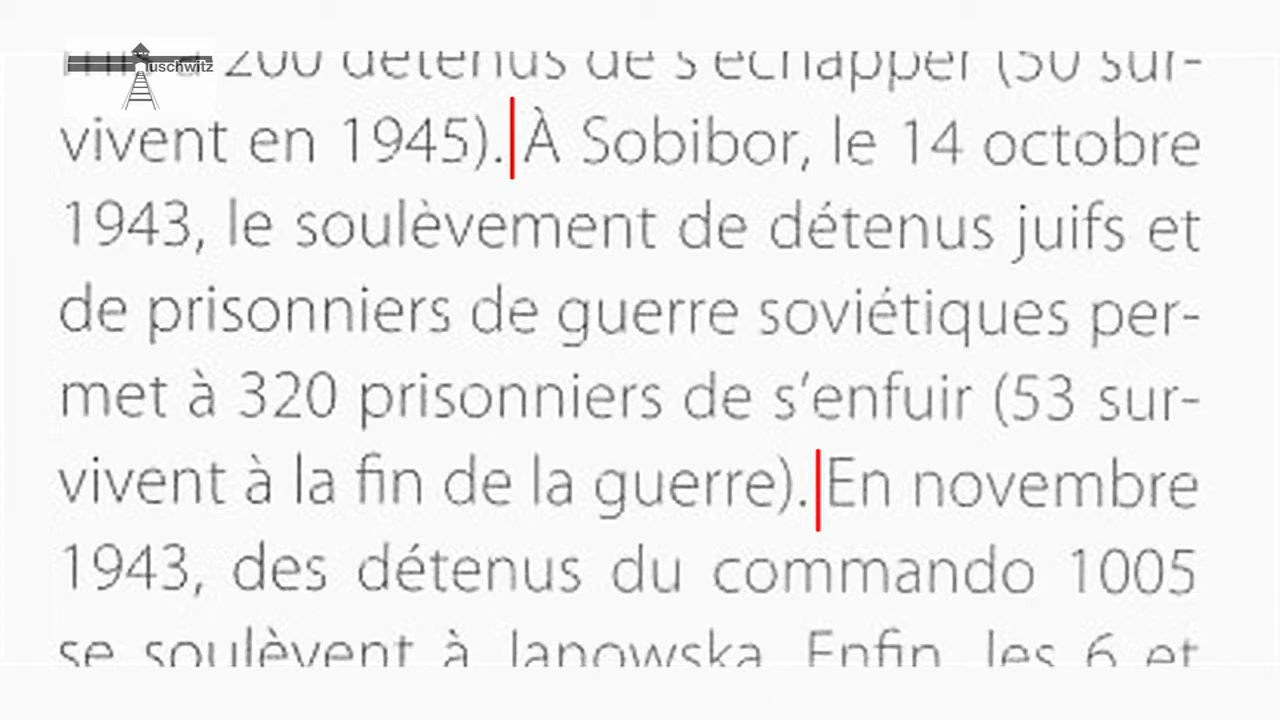 uschwitz
200 détenus de s'échapper (50 sur-
vivent en 1945). À Sobibor, le 14 octobre
1943, le soulèvement de détenus juifs et
de prisonniers de guerre soviétiques per-
met à 320 prisonniers de s'enfuir (53 sur-
vivent à la fin de la guerre). En novembre
1943, des détenus du commando 1005
se soulèvent à Janowska. Enfin, les 6 et